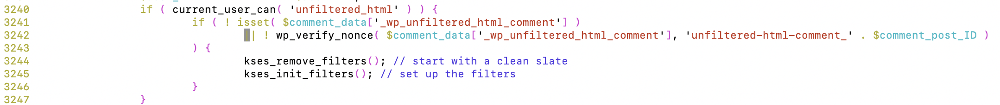 3240 if ( current_user_can( 'unfiltered_html' ) ) {
3241 if ( ! isset( $comment_data['_wp_unfiltered_html_comment'] )
3242 || ! wp_verify_nonce( $comment_data['_wp_unfiltered_html_comment'], 'unfiltered-html-comment_' . $comment_post_ID )
3243 ) {
3244 kses_remove_filters(); // start with a clean slate
3245 kses_init_filters(); // set up the filters
3246 }
3247 }